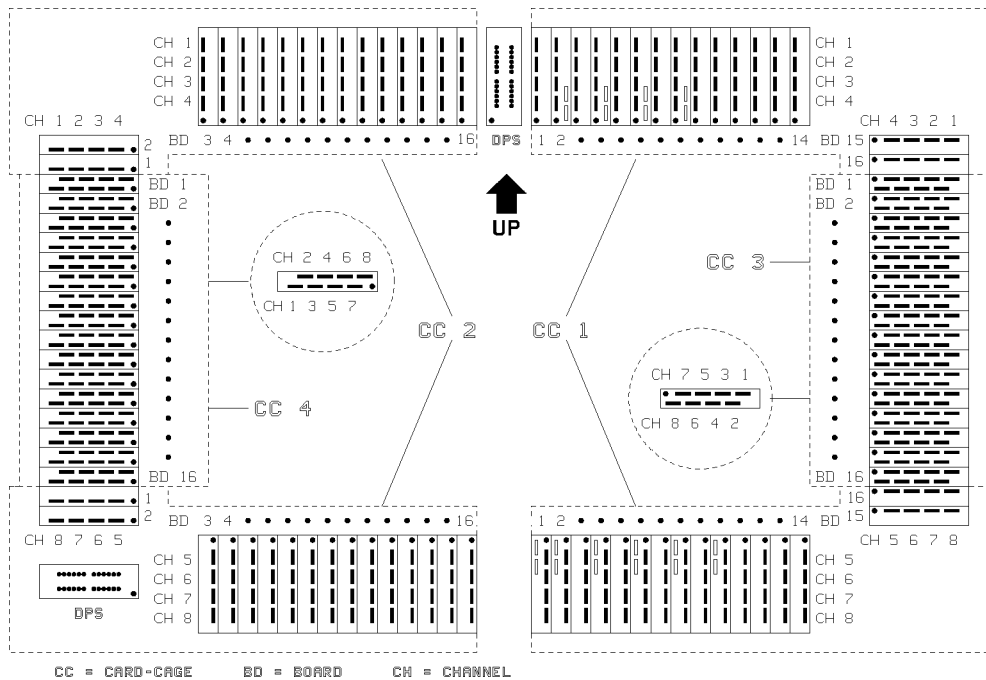 CH 1
CH 2
CH 3
CH 4
CH 1
CH 2
CH 3
CH 4
CH 1 2 3 4
BD 3 4 16
DPS
1 2 14 BD 15
CH 4 3 2 1
2
1
16
BD 1
BD 2
BD 1
BD 2
UP
CH 2 4 6 8
CH 1 3 5 7
CC 3
CC 2
CC 1
CH 7 5 3 1
CH 8 6 4 2
CC 4
BD 16
BD 16
1
2
16
15
BD 3 4 16
1 2 14 BD
CH 8 7 6 5
CH 5 6 7 8
CH 5
CH 6
CH 7
CH 8
CH 5
CH 6
CH 7
CH 8
DPS
CC = CARD-CAGE BD = BOARD CH = CHANNEL